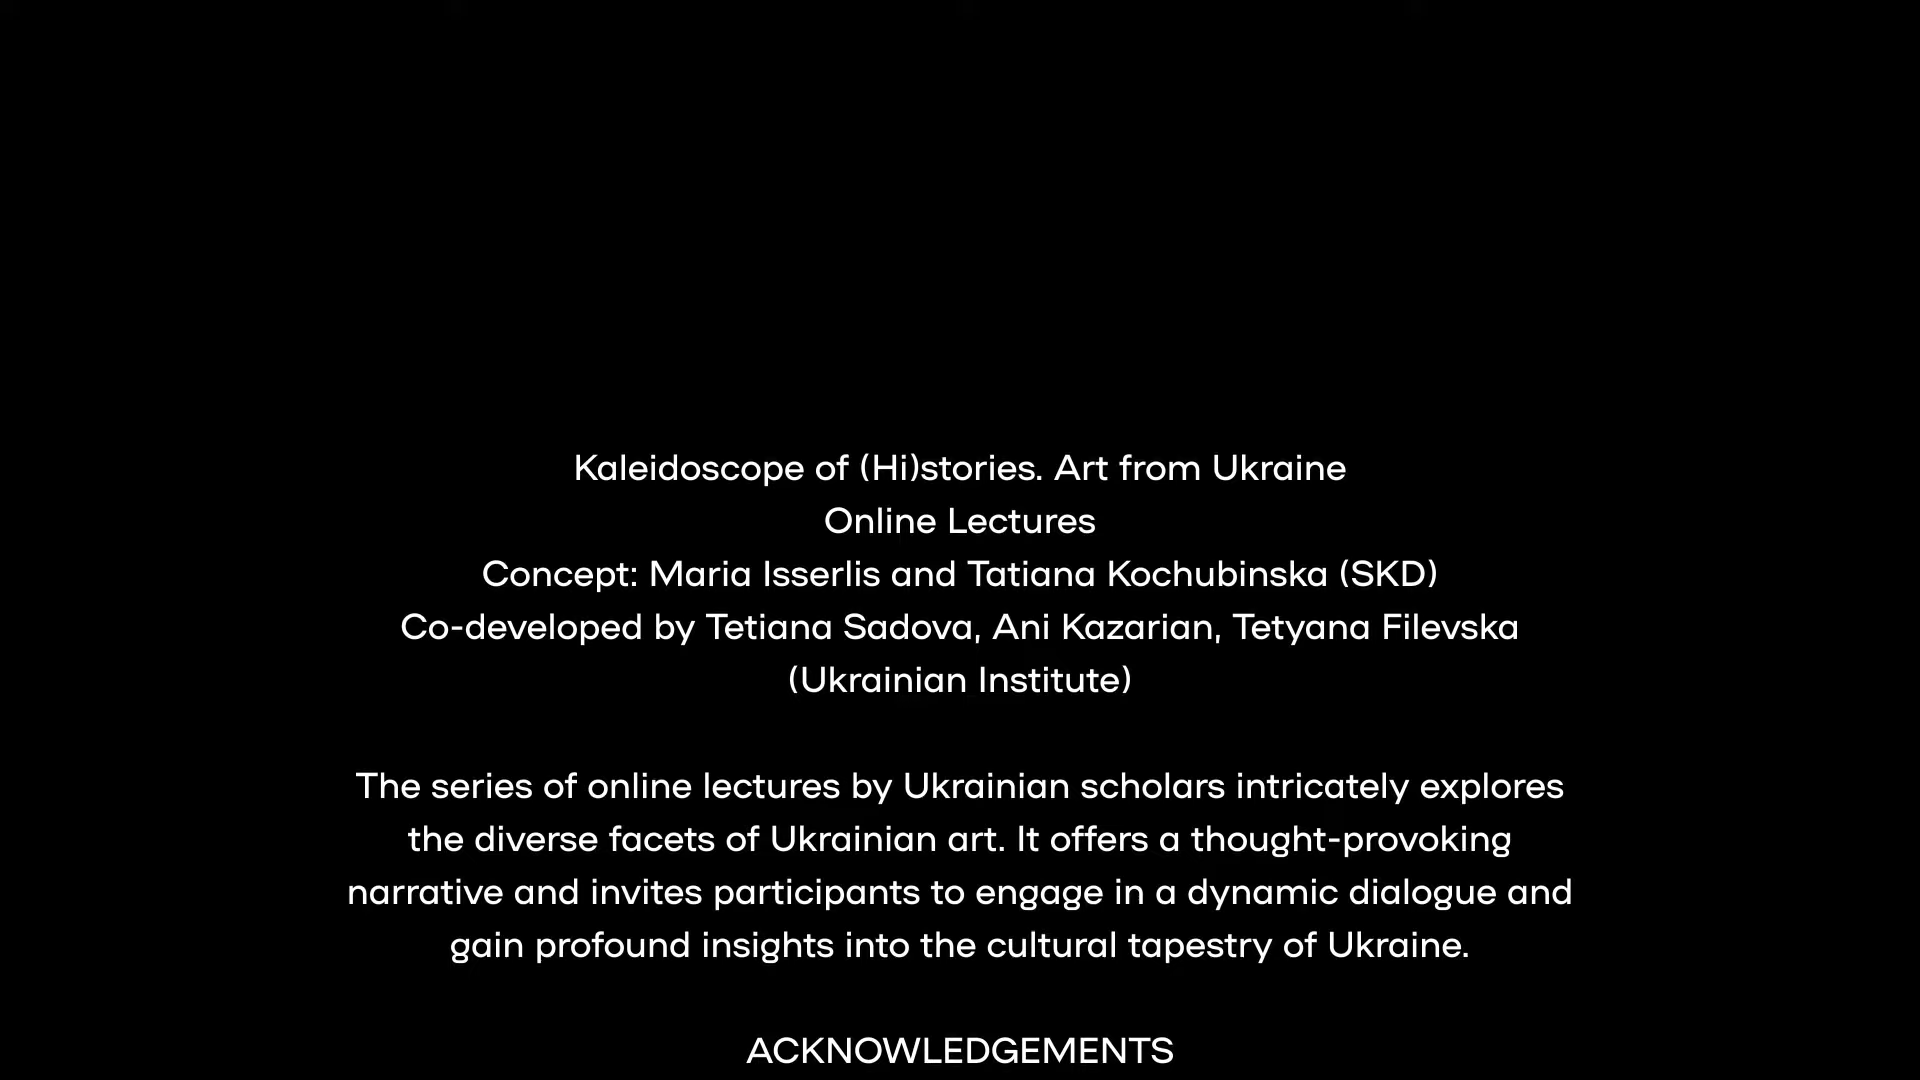 Kaleidoscope of (Hi)stories. Art from Ukraine
Online Lectures
Concept: Maria Isserlis and Tatiana Kochubinska (SKD)
Co-developed by Tetiana Sadova, Ani Kazarian, Tetyana Filevska
(Ukrainian Institute)
The series of online lectures by Ukrainian scholars intricately explores
the diverse facets of Ukrainian art. It offers a thought-provoking
narrative and invites participants to engage in a dynamic dialogue and
gain profound insights into the cultural tapestry of Ukraine.
ACKNOWLEDGEMENTS